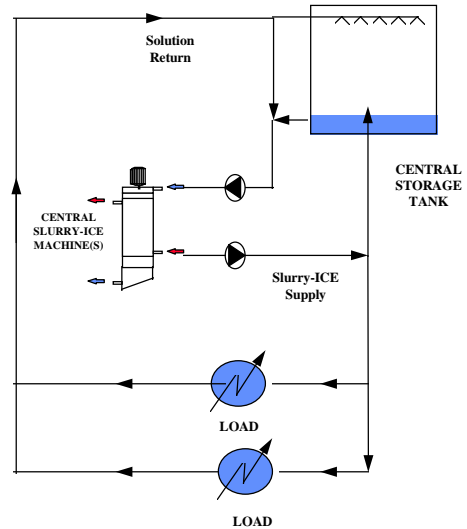 Solution
Return
CENTRAL
STORAGE
TANK
CENTRAL
SLURRY-ICE
MACHINE(S)
Slurry-ICE
Supply
LOAD
LOAD